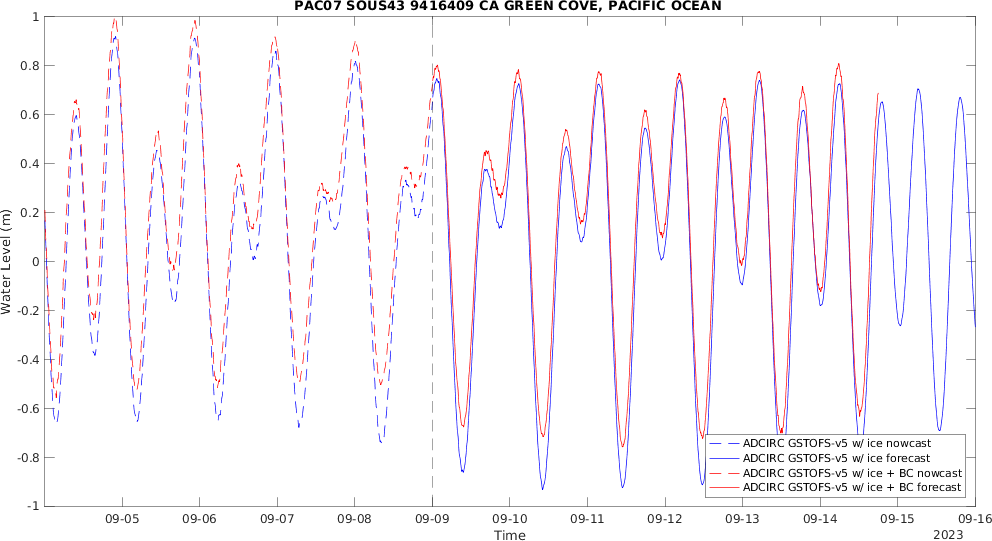 PAC07 SOUS43 9416409 CA GREEN COVE, PACIFIC OCEAN
1
0.8
0.6
0.4
0.2
0
-0.2
-0.4
-0.6
-0.8
-1
Water Level (m)
ADCIRC GSTOFS-v5 w/ ice nowcast
ADCIRC GSTOFS-v5 w/ ice forecast
ADCIRC GSTOFS-v5 w/ ice + BC nowcast
ADCIRC GSTOFS-v5 w/ ice + BC forecast
09-05 09-06 09-07 09-08 09-09 09-10 09-11 09-12 09-13 09-14 09-15 09-16
Time
2023